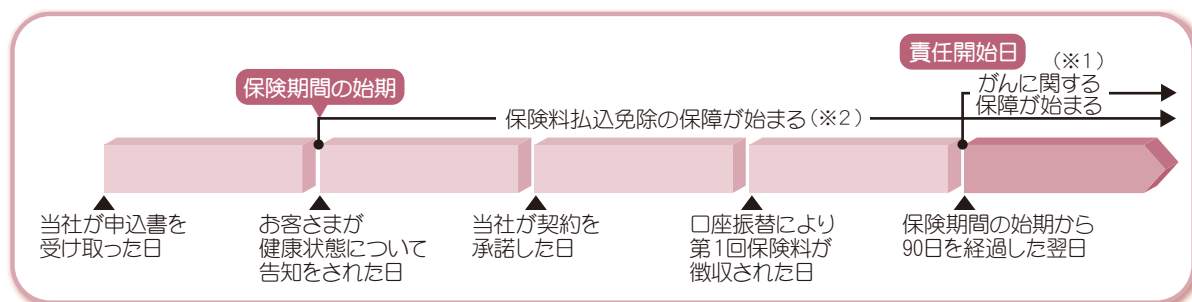 責任開始日
(※1)
がんに関する
保障が始まる
保険期間の始期
保険料払込免除の保障が始まる(※2)
当社が申込書を
受け取った日
お客さまが
健康状態について
告知をされた日
当社が契約を
承諾した日
口座振替により
第1回保険料が
徴収された日
保険期間の始期から
90日を経過した翌日